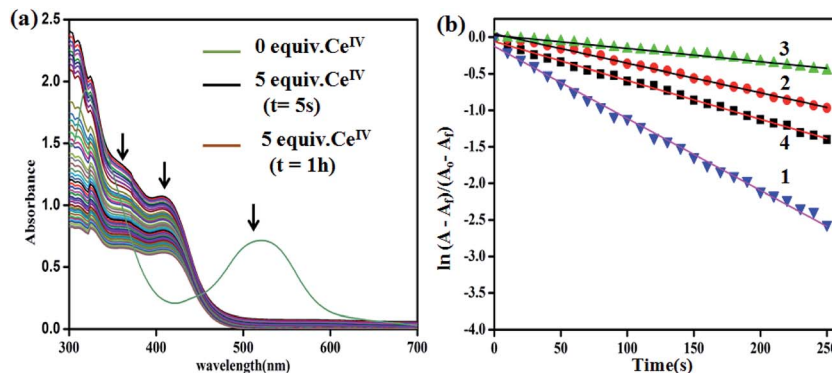 (a)
2.5
2.0
1.5
1.0
0.5
0.0
Absorbance
0 equiv.Ce^IV
5 equiv.Ce^IV
(t= 5s)
5 equiv.Ce^IV
(t = 1h)
300
400
500
600
700
wavelength(nm)
(b)
0.0
-0.5
-1.0
-1.5
-2.0
-2.5
-3.0
-3.5
-4.0
ln (A - A_f)/(A_o- A_f)
3
2
4
1
0
50
100
150
200
250
Time(s)